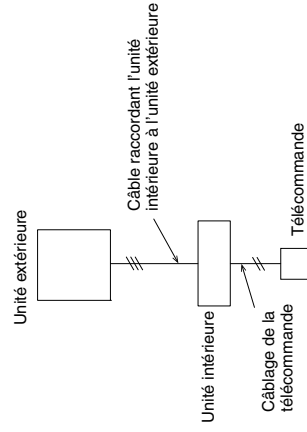 Unité extérieure
Câble raccordant l'unité
intérieure à l'unité extérieure
Unité intérieure
Câblage de la
télécommande
Télécommande